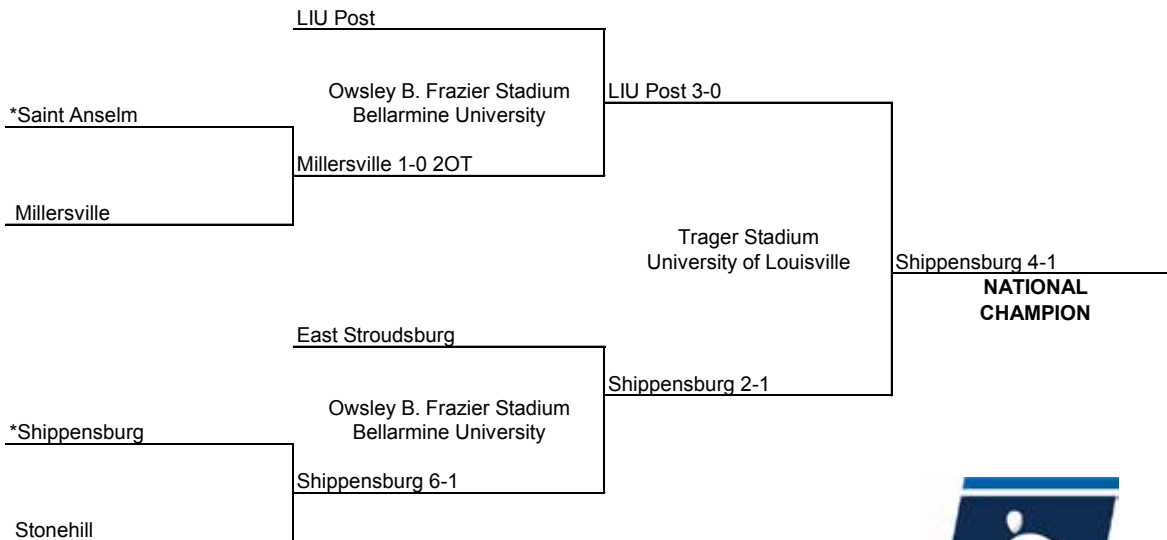 LIU Post
Owsley B. Frazier Stadium
Bellarmine University
LIU Post 3-0
*Saint Anselm
Millersville 1-0 2OT
Millersville
Trager Stadium
University of Louisville
Shippensburg 4-1
NATIONAL
CHAMPION
East Stroudsburg
Shippensburg 2-1
Owsley B. Frazier Stadium
Bellarmine University
*Shippensburg
Shippensburg 6-1
Stonehill